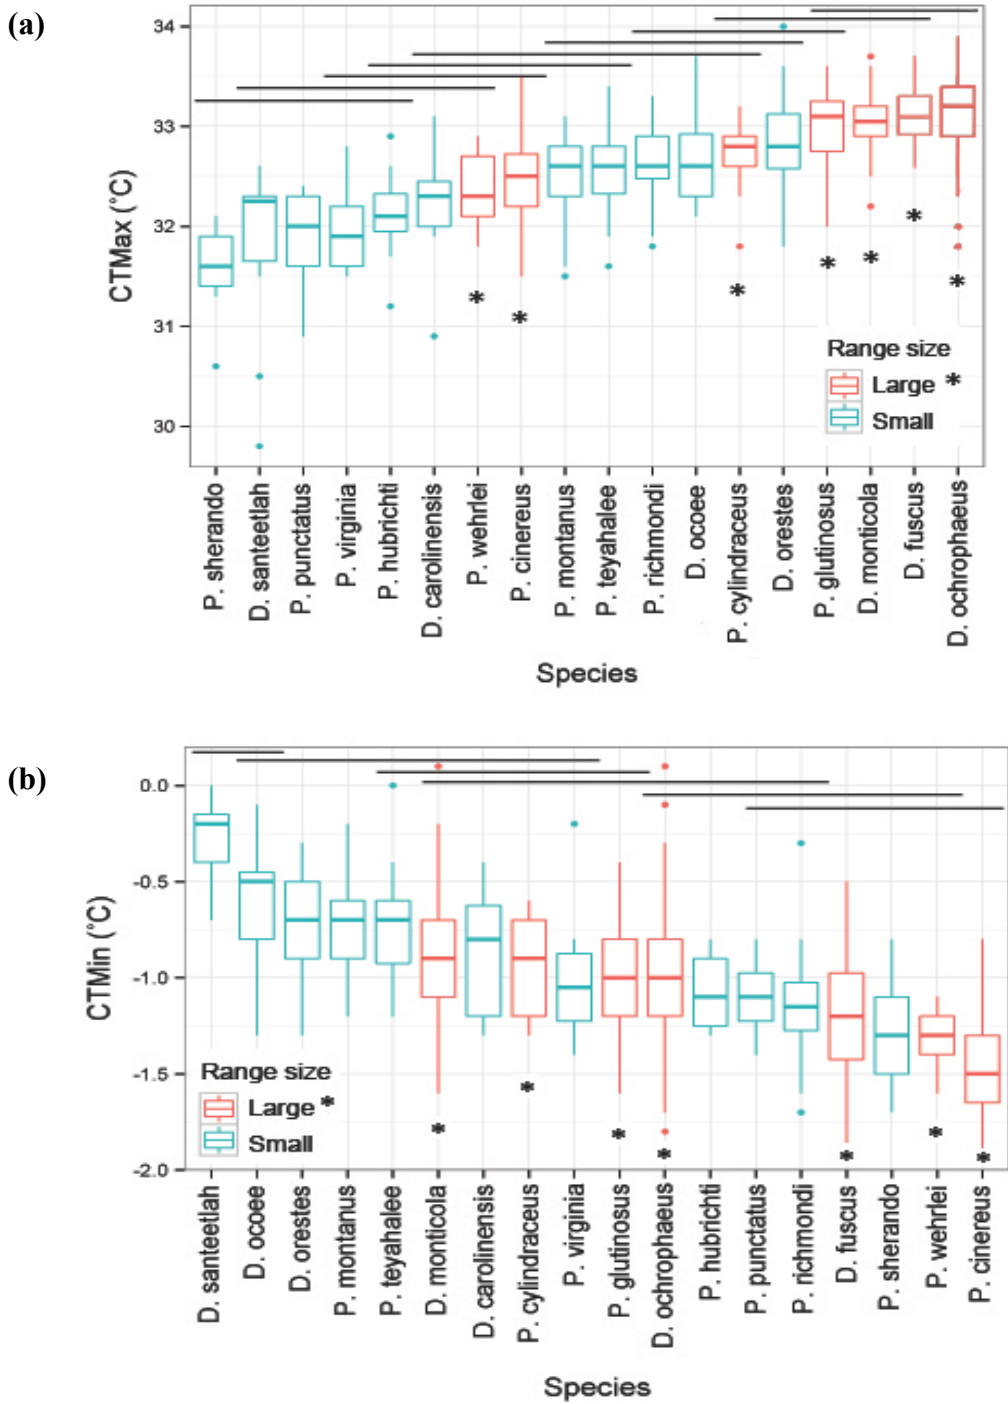 (a)
34
33
32
31
30
CTMax (°C)
Range size
Large *
Small
* * * * * * *
P. sherando
D. santeetlah
P. punctatus
P. virginia
P. hubrichti
D. carolinensis
P. wehrlei
P. cinereus
P. montanus
P. teyahalee
P. richmondi
D. ocoee
P. cylindraceus
D. orestes
P. glutinosus
D. monticola
D. fuscus
D. ochrophaeus
Species
(b)
0.0
-0.5
-1.0
-1.5
-2.0
CTMin (°C)
Range size
Large *
Small
* * * * * * *
D. santeetlah
D. ocoee
D. orestes
P. montanus
P. teyahalee
D. monticola
D. carolinensis
P. cylindraceus
P. virginia
P. glutinosus
D. ochrophaeus
P. hubrichti
P. punctatus
P. richmondi
D. fuscus
P. sherando
P. wehrlei
P. cinereus
Species